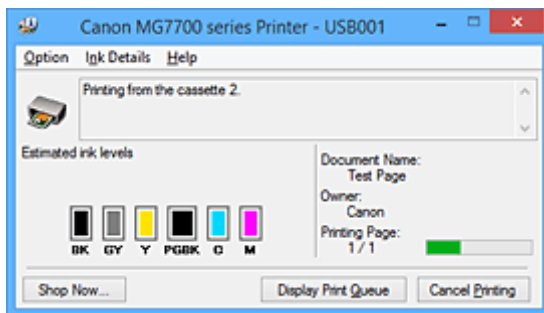 Canon MG7700 series Printer - USB001
Option Ink Details Help
Printing from the cassette 2.
Estimated ink levels
BK GY Y PGBK C M
Document Name:
Test Page
Owner:
Canon
Printing Page:
1 / 1
Shop Now... Display Print Queue Cancel Printing